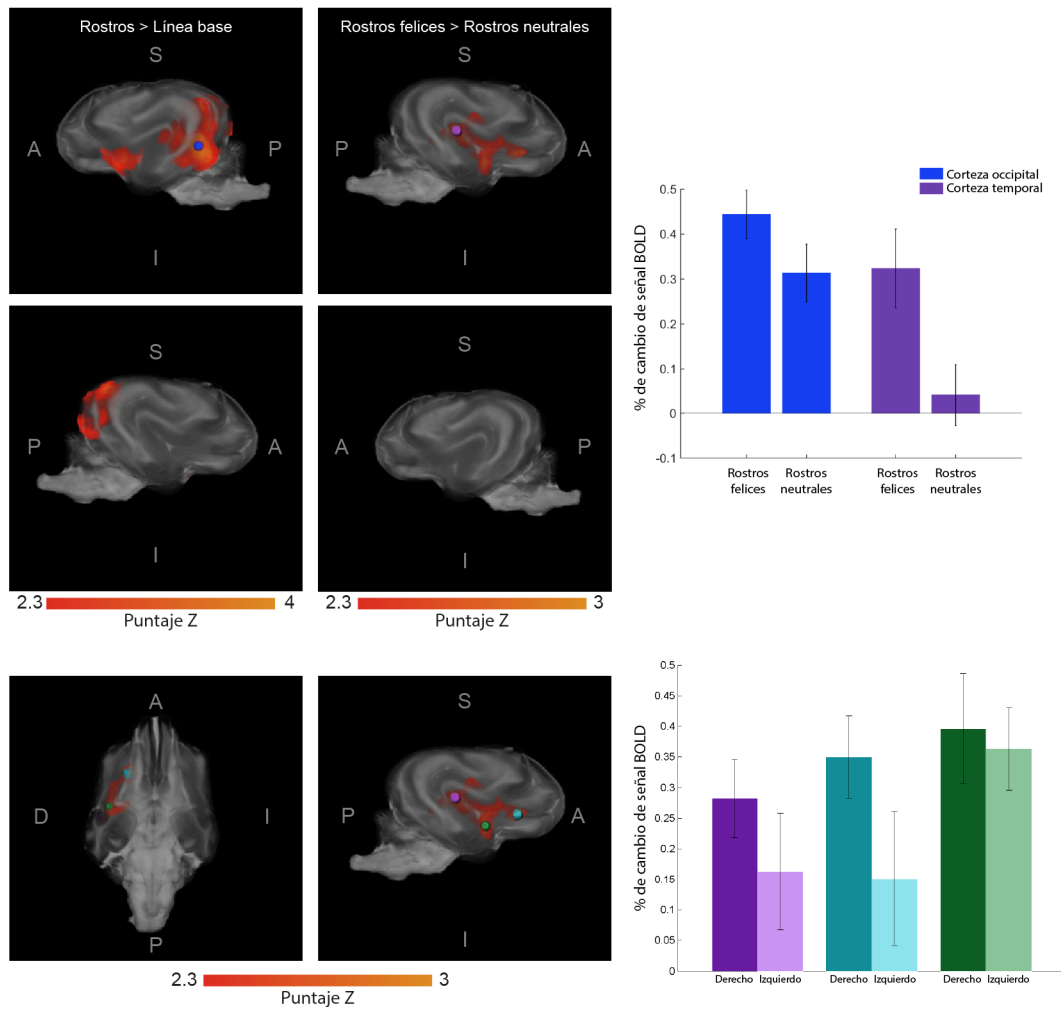 Rostros > Línea base
S
A
P
I
Rostros felices > Rostros neutrales
S
P
A
I
S
P
A
I
2.3
4
Puntaje Z
S
A
P
I
2.3
3
Puntaje Z
Corteza occipital
Corteza temporal
% de cambio de señal BOLD
0.5
0.4
0.3
0.2
0.1
0
-0.1
Rostros
felices
Rostros
neutrales
Rostros
felices
Rostros
neutrales
A
D
I
P
S
P
A
I
2.3
3
Puntaje Z
% de cambio de señal BOLD
0.5
0.45
0.4
0.35
0.3
0.25
0.2
0.15
0.1
0.05
0
Derecho Izquierdo
Derecho Izquierdo
Derecho Izquierdo